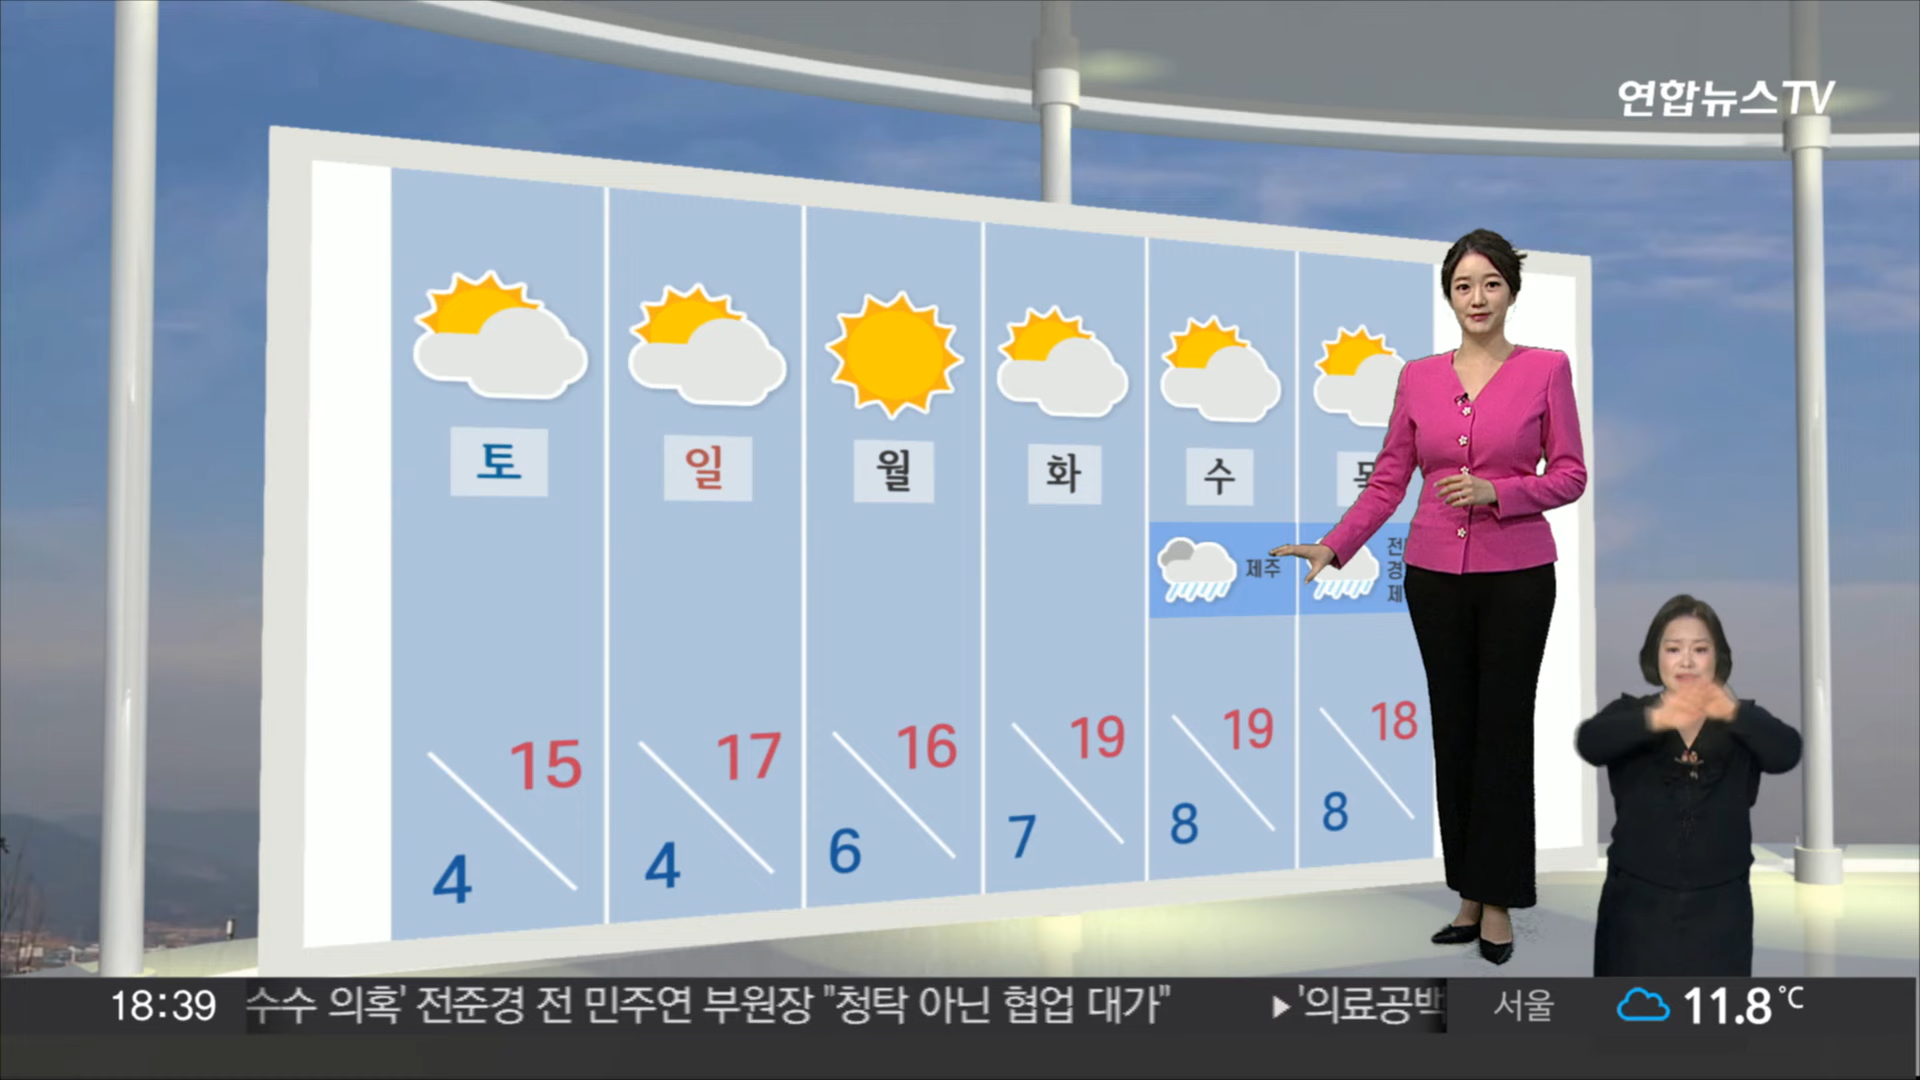 연합뉴스TV
토
일
월
화
수
제주
15
4
17
4
16
6
19
7
19
8
18
8
18:39
수수 의혹' 전준경 전 민주연 부원장 "청탁 아닌 협업 대가"
▶'의료공백
서울
11.8℃